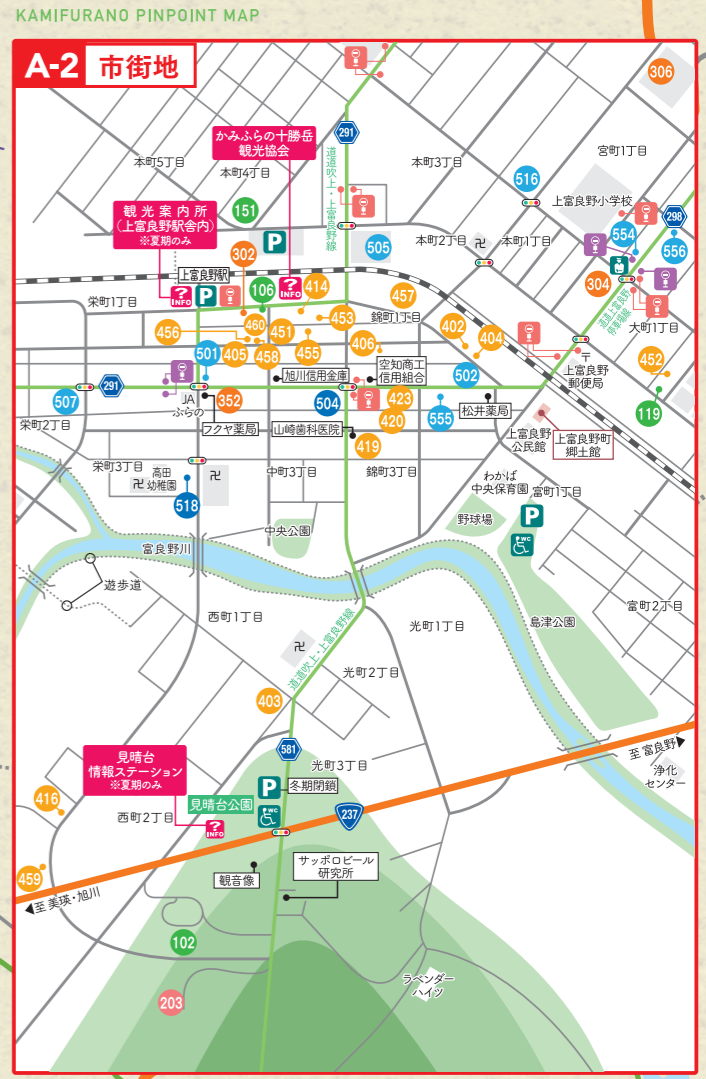 KAMIFURANO PINPOINT MAP
A-2 市街地
306
かみふらの十勝岳
観光協会
291
道道吹上・上富良野線
本町5丁目
本町4丁目
本町3丁目
宮町1丁目
516
上富良野小学校
観光案内所
(上富良野駅舎内)
※夏期のみ
151
P
302
505
本町2丁目
卍
本町1丁目
554
298
556
304
上富良野駅
? INFO
P
? INFO
414
106
栄町1丁目
457
453
錦町1丁目
道道上富良野
停車場線
大町1丁目
456
460
451
402
404
501
405
458
455
406
452
〒
上富良野
郵便局
旭川信用金庫
空知商工
信用組合
502
507
291
JA
ふらの
352
504
423
555
松井薬局
119
栄町2丁目
フクヤ薬局
山崎歯科医院
420
419
上富良野
公民館
上富良野町
郷土館
栄町3丁目
卍
高田
幼稚園
卍
中町3丁目
錦町3丁目
518
わかば
中央保育園
富町1丁目
野球場
P
WC
中央公園
富良野川
遊歩道
西町1丁目
光町1丁目
島津公園
富町2丁目
卍
道道吹上・上富良野線
光町2丁目
403
581
光町3丁目
至 富良野
浄化
センター
見晴台
情報ステーション
※夏期のみ
P
冬期閉鎖
見晴台公園
WC
416
西町2丁目
? INFO
237
459
観音像
サッポロビール
研究所
至 美瑛・旭川
102
203
ラベンダー
ハイツ